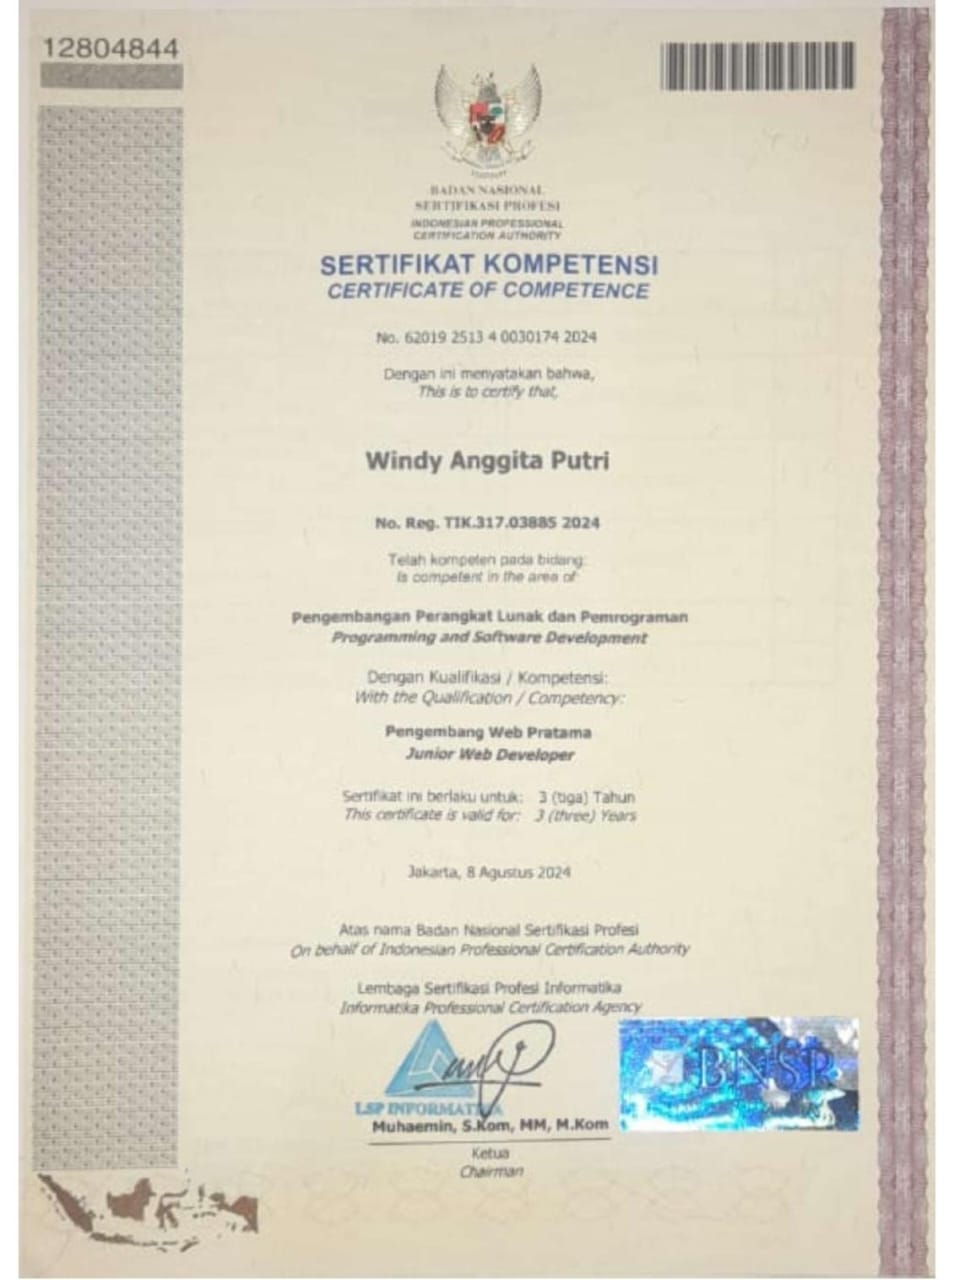 12804844
BADAN NASIONAL
SERTIFIKASI PROFESI
INDONESIAN PROFESSIONAL
CERTIFICATION AUTHORITY
SERTIFIKAT KOMPETENSI
CERTIFICATE OF COMPETENCE
No. 62019 2513 4 0030174 2024
Dengan ini menyatakan bahwa,
This is to certify that,
Windy Anggita Putri
No. Reg. TIK.317.03885 2024
Telah kompeten pada bidang:
Is competent in the area of:
Pengembangan Perangkat Lunak dan Pemrograman
Programming and Software Development
Dengan Kualifikasi / Kompetensi:
With the Qualification / Competency:
Pengembang Web Pratama
Junior Web Developer
Sertifikat ini berlaku untuk: 3 (tiga) Tahun
This certificate is valid for: 3 (three) Years
Jakarta, 8 Agustus 2024
Atas nama Badan Nasional Sertifikasi Profesi
On behalf of Indonesian Professional Certification Authority
Lembaga Sertifikasi Profesi Informatika
Informatika Professional Certification Agency
BNSP
LSP INFORMATIKA
Muhaemin, S.Kom, MM, M.Kom
Ketua
Chairman